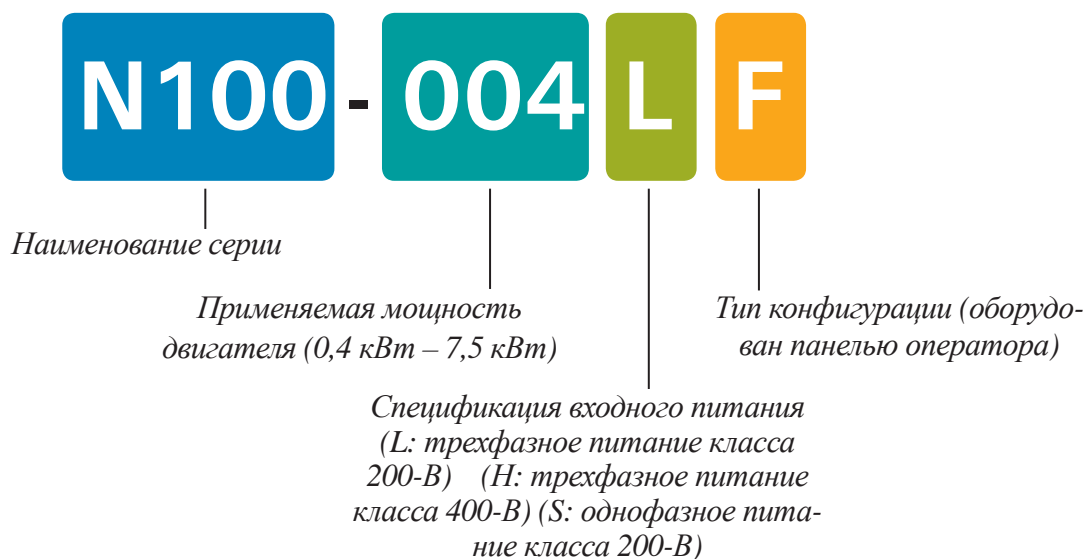 N100-004 L F
Наименование серии
Применяемая мощность
двигателя (0,4 кВт – 7,5 кВт)
Тип конфигурации (оборудо-
ван панелью оператора)
Спецификация входного питания
(L: трехфазное питание класса
200-В) (H: трехфазное питание
класса 400-В) (S: однофазное пита-
ние класса 200-В)